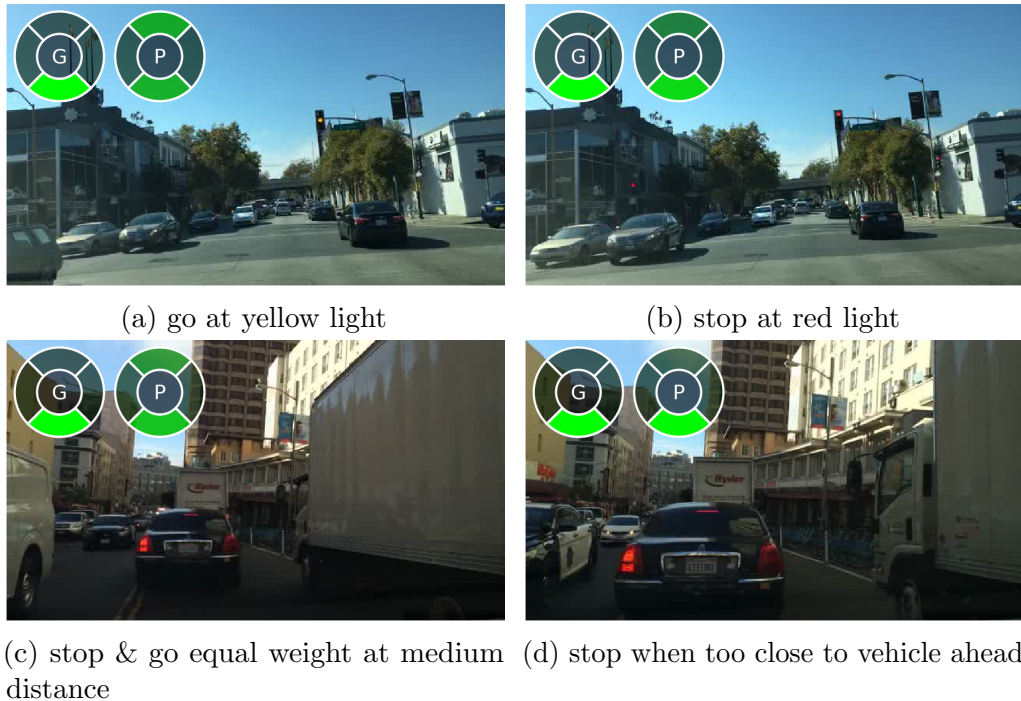 G P
G P
(a) go at yellow light
(b) stop at red light
G P
G P
Ryder
Ryder
(c) stop & go equal weight at medium
distance
(d) stop when too close to vehicle ahead